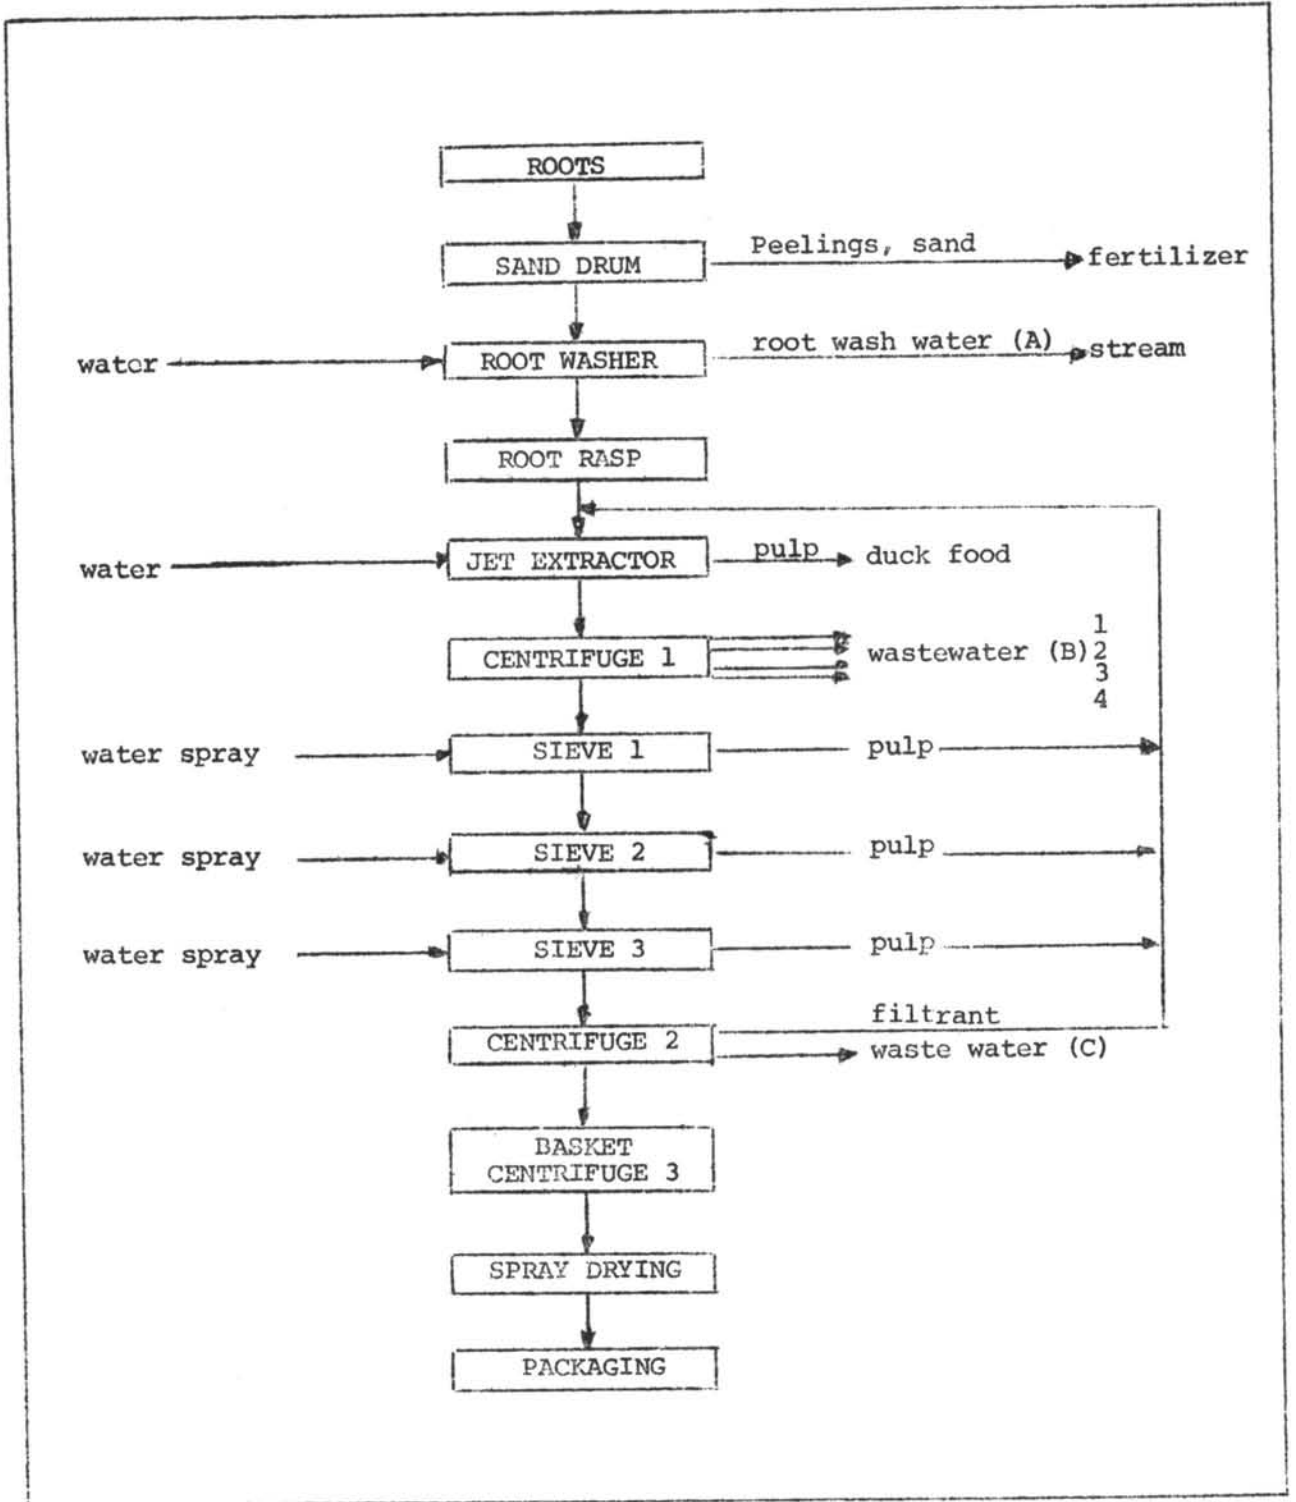 ROOTS
SAND DRUM
Peelings, sand
fertilizer
water
ROOT WASHER
root wash water (A)
stream
ROOT RASP
water
JET EXTRACTOR
pulp
duck food
CENTRIFUGE 1
wastewater (B)
1
2
3
4
water spray
SIEVE 1
pulp
water spray
SIEVE 2
pulp
water spray
SIEVE 3
pulp
CENTRIFUGE 2
filtrant
waste water (C)
BASKET
CENTRIFUGE 3
SPRAY DRYING
PACKAGING